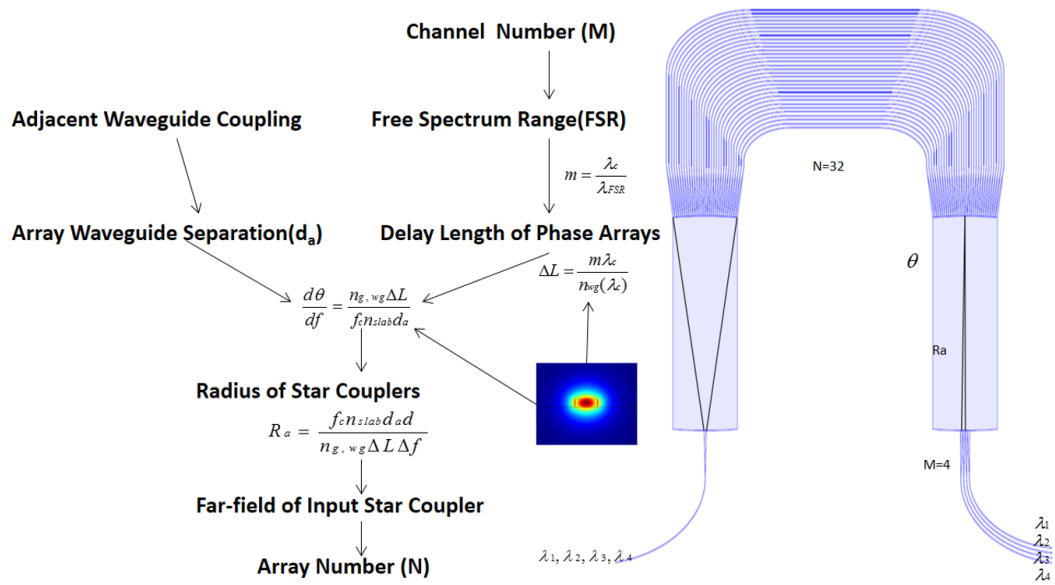 Channel Number (M)
Adjacent Waveguide Coupling
Free Spectrum Range(FSR)
m = λc / λFSR
Array Waveguide Separation(da)
Delay Length of Phase Arrays
ΔL = mλc / nwg(λc)
dθ / df = ng, wgΔL / fcnslabda
Radius of Star Couplers
Ra = fcnslabdad / ng, wgΔLΔf
Far-field of Input Star Coupler
Array Number (N)
N=32
θ
Ra
M=4
λ1, λ2, λ3, λ4
λ1
λ2
λ3
λ4